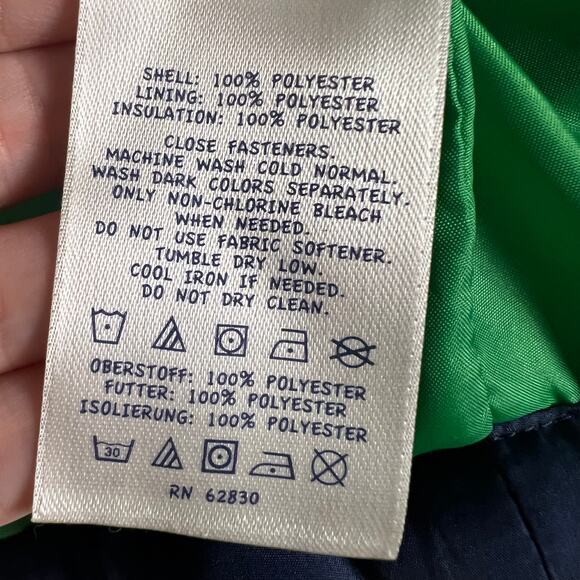 SHELL: 100% POLYESTER
LINING: 100% POLYESTER
INSULATION: 100% POLYESTER
CLOSE FASTENERS.
MACHINE WASH COLD NORMAL.
WASH DARK COLORS SEPARATELY.
ONLY NON-CHLORINE BLEACH
WHEN NEEDED.
DO NOT USE FABRIC SOFTENER.
TUMBLE DRY LOW.
COOL IRON IF NEEDED.
DO NOT DRY CLEAN.
OBERSTOFF: 100% POLYESTER
FUTTER: 100% POLYESTER
ISOLIERUNG: 100% POLYESTER
30
RN 62830